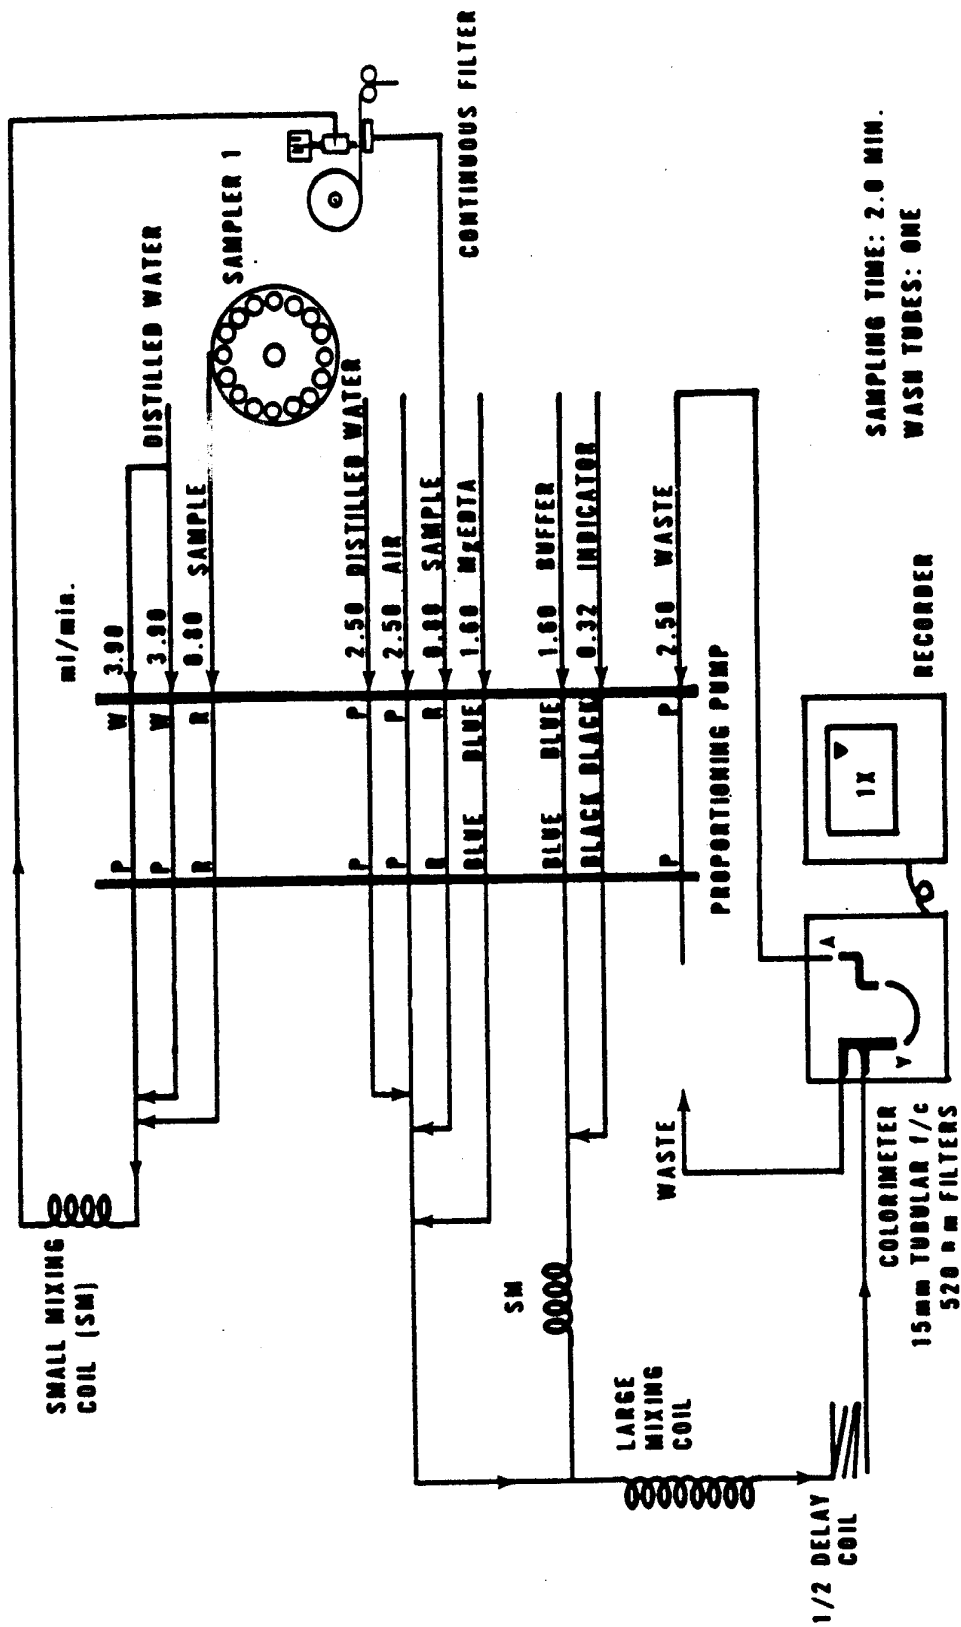 SMALL MIXING
COIL (SM)
ml/min.
P W 3.90
P W 3.90
DISTILLED WATER
R R 0.80 SAMPLE
SAMPLER 1
P P 2.50 DISTILLED WATER
P P 2.50 AIR
R R 0.80 SAMPLE
BLUE BLUE 1.60 MgEDTA
CONTINUOUS FILTER
SM
BLUE BLUE 1.60 BUFFER
BLACK BLACK 0.32 INDICATOR
LARGE
MIXING
COIL
WASTE
P P 2.50 WASTE
PROPORTIONING PUMP
1/2 DELAY
COIL
A
Y
1X
COLORIMETER
15mm TUBULAR f/c
520 nm FILTERS
RECORDER
SAMPLING TIME: 2.0 MIN.
WASH TUBES: ONE